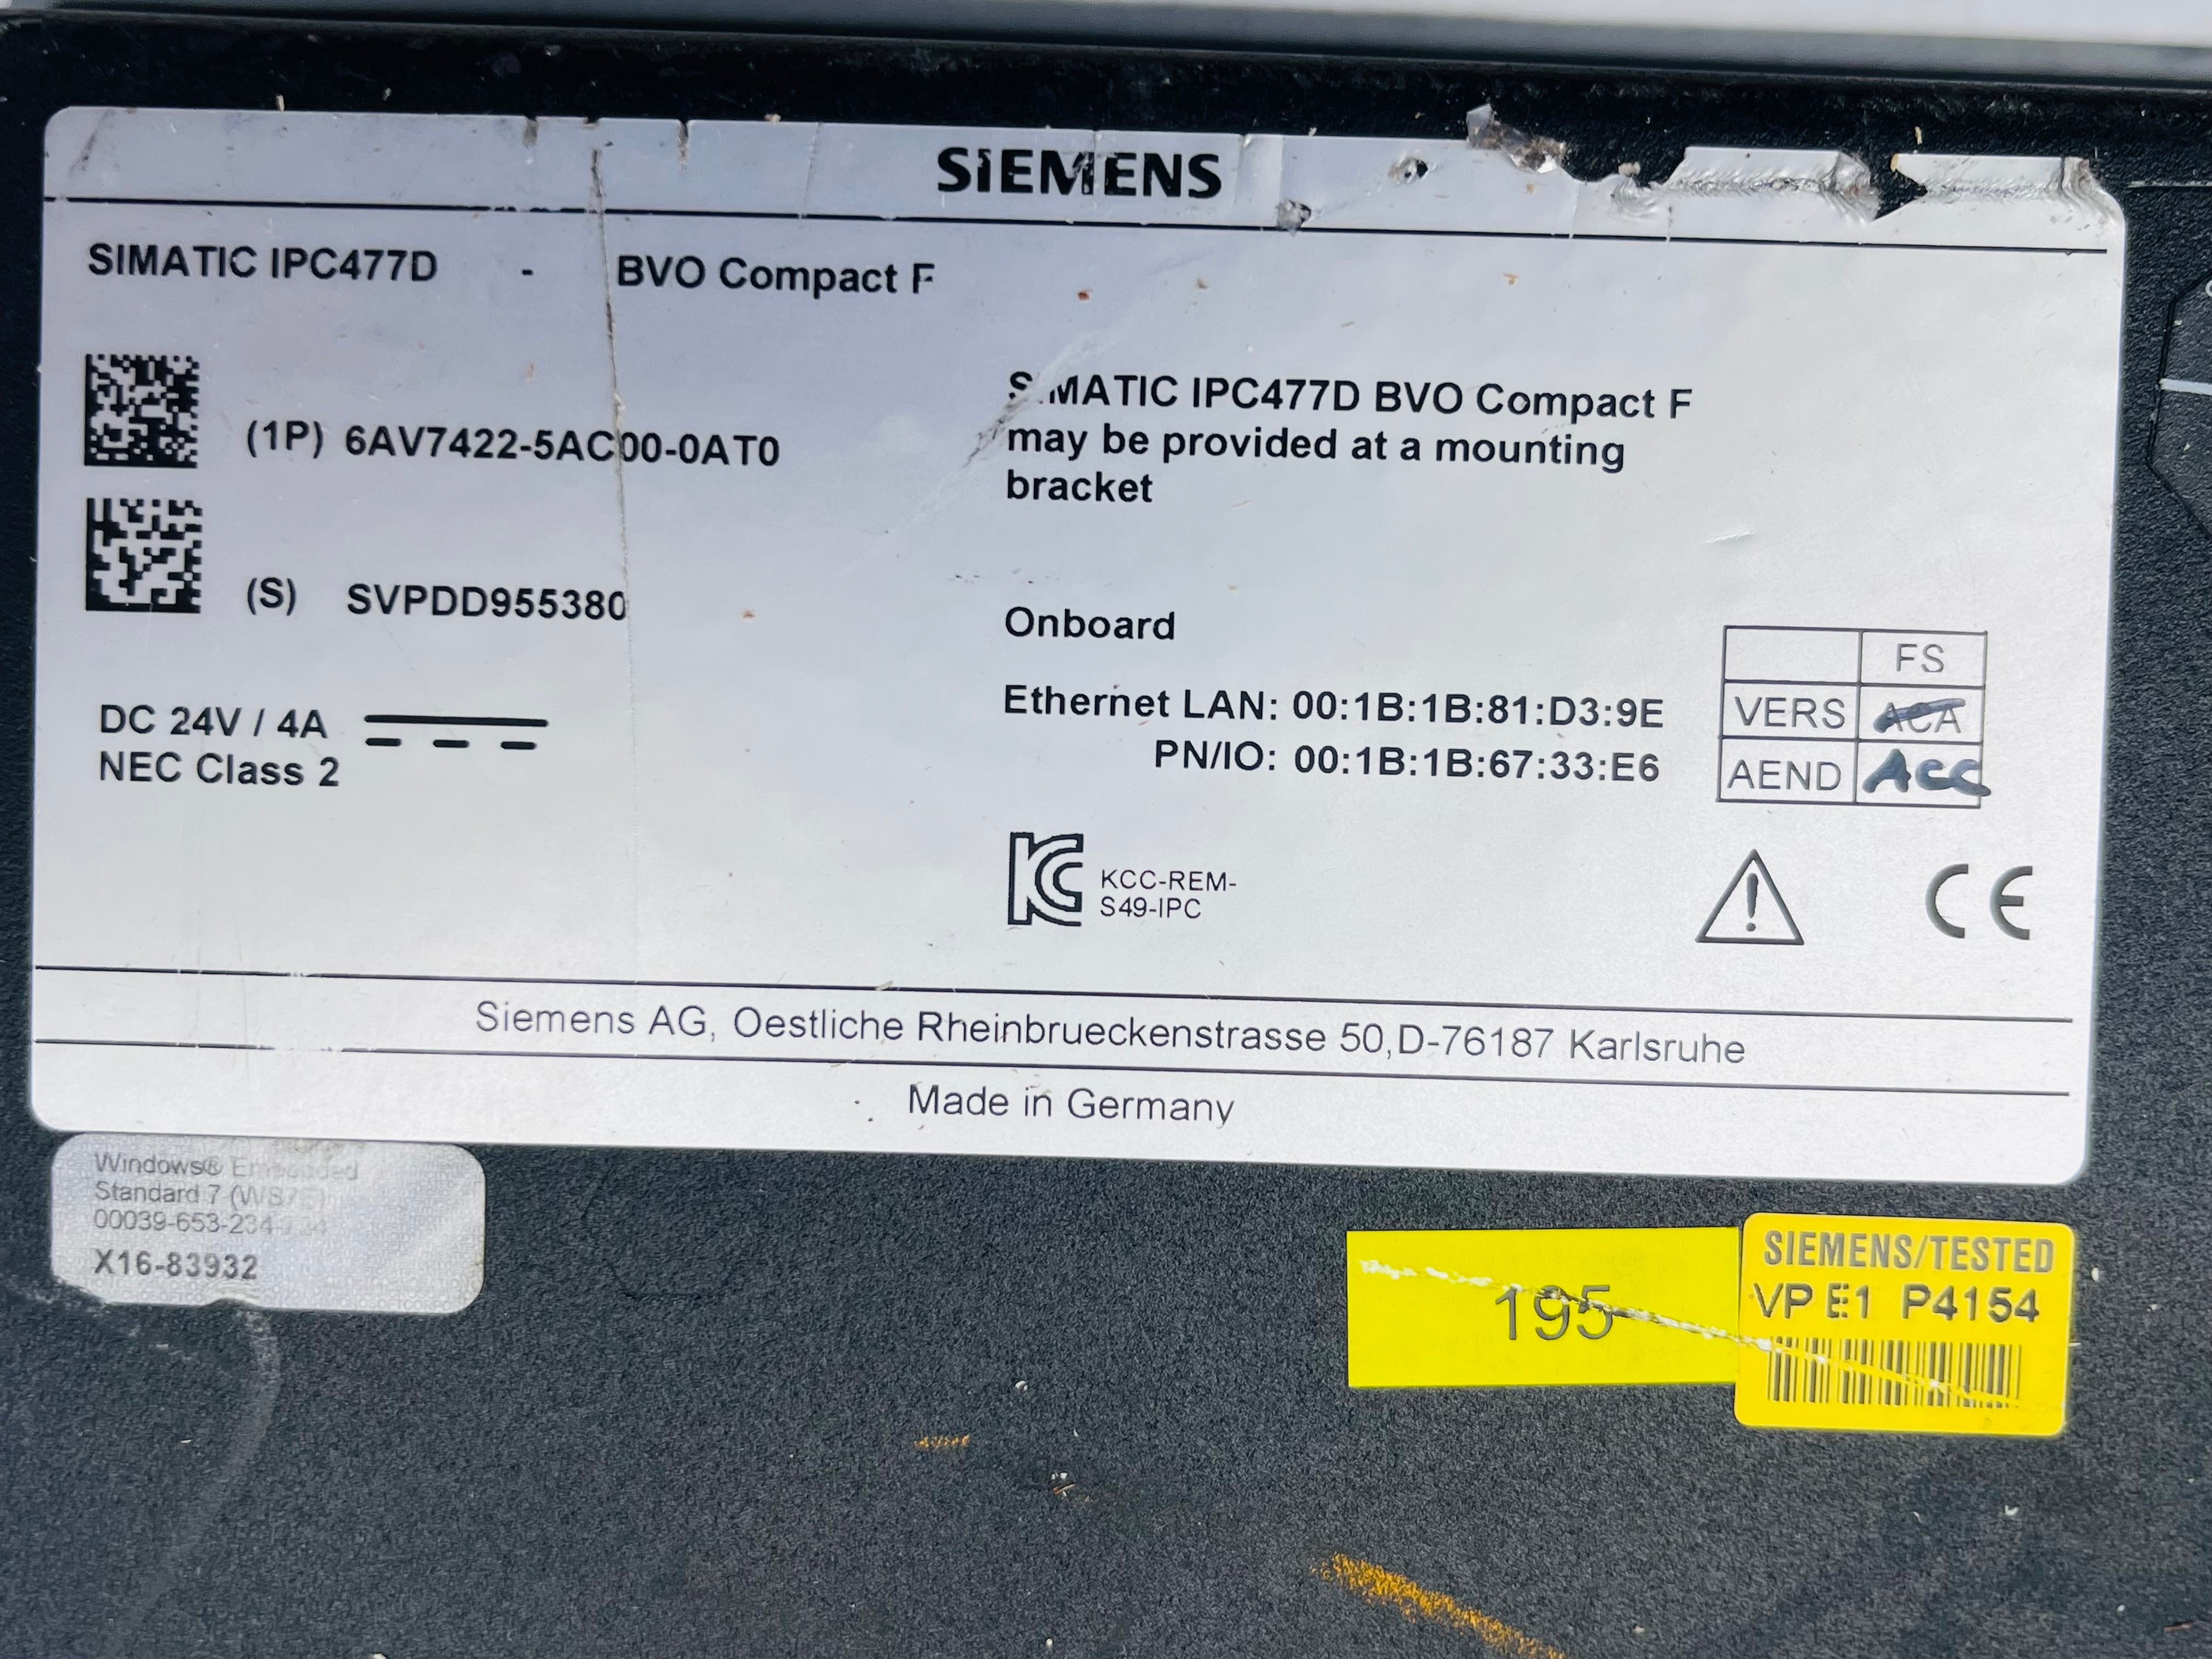 SIEMENS
SIMATIC IPC477D - BVO Compact F
(1P) 6AV7422-5AC00-0AT0
SIMATIC IPC477D BVO Compact F
may be provided at a mounting
bracket
(S) SVPDD955380
Onboard
Ethernet LAN: 00:1B:1B:81:D3:9E
PN/IO: 00:1B:1B:67:33:E6
FS
VERS ACA
AEND ACC
DC 24V / 4A
NEC Class 2
KCC-REM-
S49-IPC
CE
Siemens AG, Oestliche Rheinbrueckenstrasse 50,D-76187 Karlsruhe
Made in Germany
Windows® Embedded
Standard 7 (WS7E)
X16-83932
195
SIEMENS/TESTED
VP E1 P4154